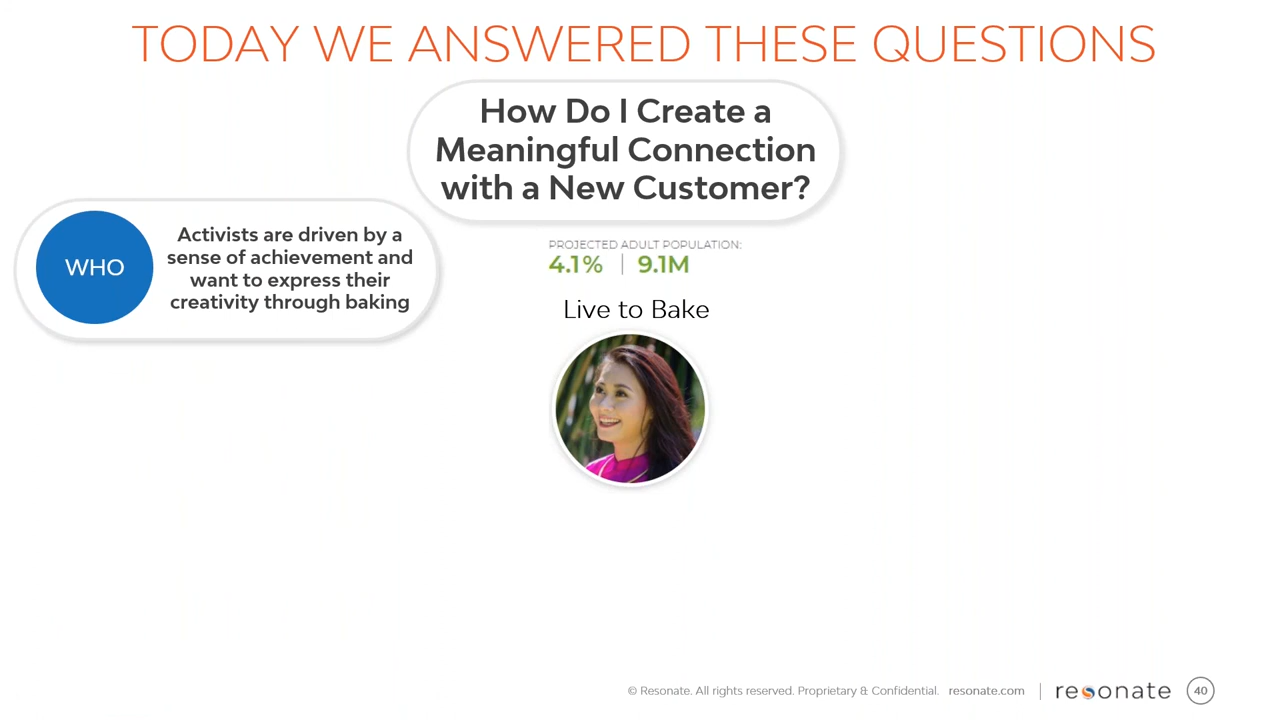 TODAY WE ANSWERED THESE QUESTIONS
How Do I Create a
Meaningful Connection
with a New Customer?
WHO
Activists are driven by a
sense of achievement and
want to express their
creativity through baking
PROJECTED ADULT POPULATION:
4.1% | 9.1M
Live to Bake
© Resonate. All rights reserved. Proprietary & Confidential. resonate.com | resonate 40